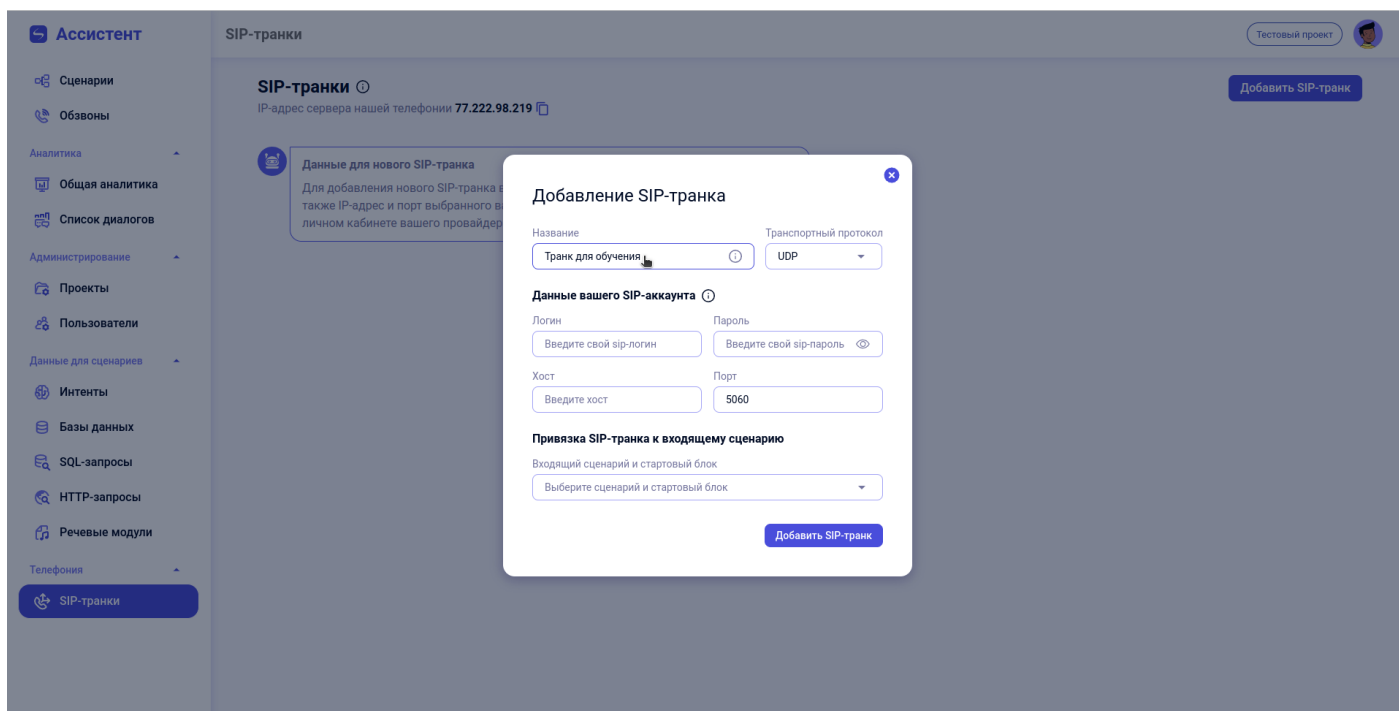 Ассистент
SIP-транки
Тестовый проект
Сценарии
Обзвоны
Аналитика
Общая аналитика
Список диалогов
Администрирование
Проекты
Пользователи
Данные для сценариев
Интенты
Базы данных
SQL-запросы
HTTP-запросы
Речевые модули
Телефония
SIP-транки
SIP-транки
Добавить SIP-транк
IP-адрес сервера нашей телефонии 77.222.98.219
Данные для нового SIP-транка
Для добавления нового SIP-транка
также IP-адрес и порт выбранного
личном кабинете вашего
Добавление SIP-транка
Название Транспортный протокол
Транк для обучения UDP
Данные вашего SIP-аккаунта
Логин Пароль
Введите свой sip-логин Введите свой sip-пароль
Хост Порт
Введите хост 5060
Привязка SIP-транка к входящему сценарию
Входящий сценарий и стартовый блок
Выберите сценарий и стартовый блок
Добавить SIP-транк